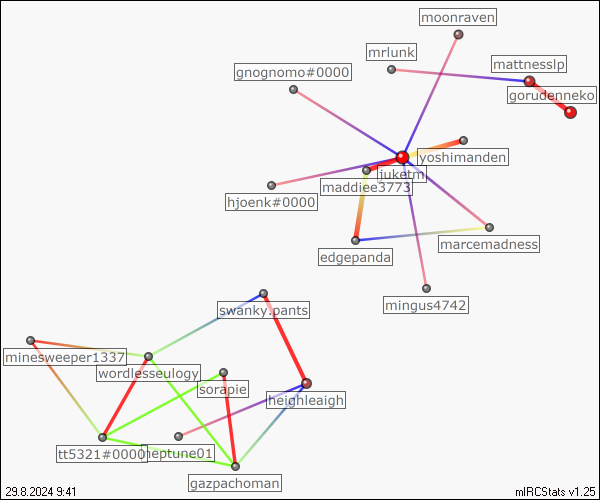 moonraven
mrlunk
mattnesslp
gnognomo#0000
gorudenneko
yoshimanden
juketm
maddiee3773
hjoenk#0000
marcemadness
edgepanda
mingus4742
swanky.pants
minesweeper1337
wordlesseulogy
sorapie
heighleaigh
tt5321#0000
neptune01
gazpachoman
29.8.2024 9:41
mIRCStats v1.25